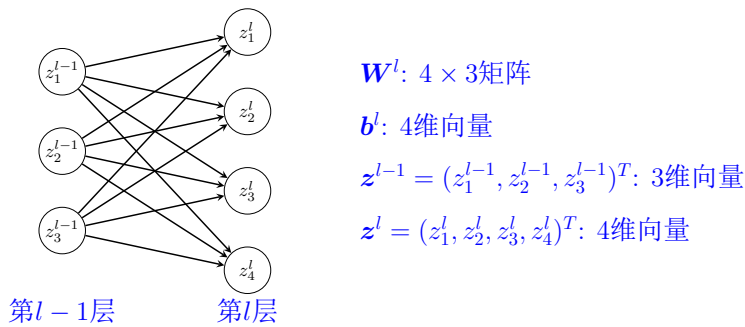 z_1^{l-1}
z_2^{l-1}
z_3^{l-1}
z_1^l
z_2^l
z_3^l
z_4^l
第l − 1层
第l层
W^l: 4 × 3矩阵
b^l: 4维向量
z^{l-1} = (z_1^{l-1}, z_2^{l-1}, z_3^{l-1})^T: 3维向量
z^l = (z_1^l, z_2^l, z_3^l, z_4^l)^T: 4维向量